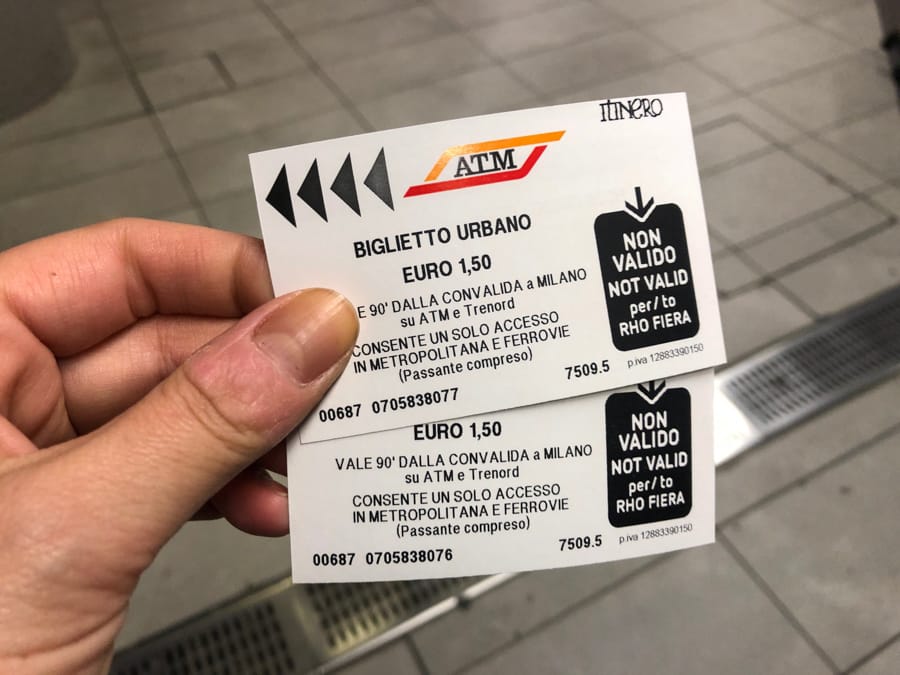 ITINERO
ATM
BIGLIETTO URBANO
EURO 1,50
E 90' DALLA CONVALIDA a MILANO
su ATM e Trenord
CONSENTE UN SOLO ACCESSO
IN METROPOLITANA E FERROVIE
(Passante compreso)
00687 0705838077
7509.5
NON
VALIDO
NOT VALID
per/to
RHO FIERA
p.iva 12883390150
EURO 1,50
VALE 90' DALLA CONVALIDA a MILANO
su ATM e Trenord
CONSENTE UN SOLO ACCESSO
IN METROPOLITANA E FERROVIE
(Passante compreso)
00687 0705838076
7509.5
NON
VALIDO
NOT VALID
per/to
RHO FIERA
p.iva 12883390150